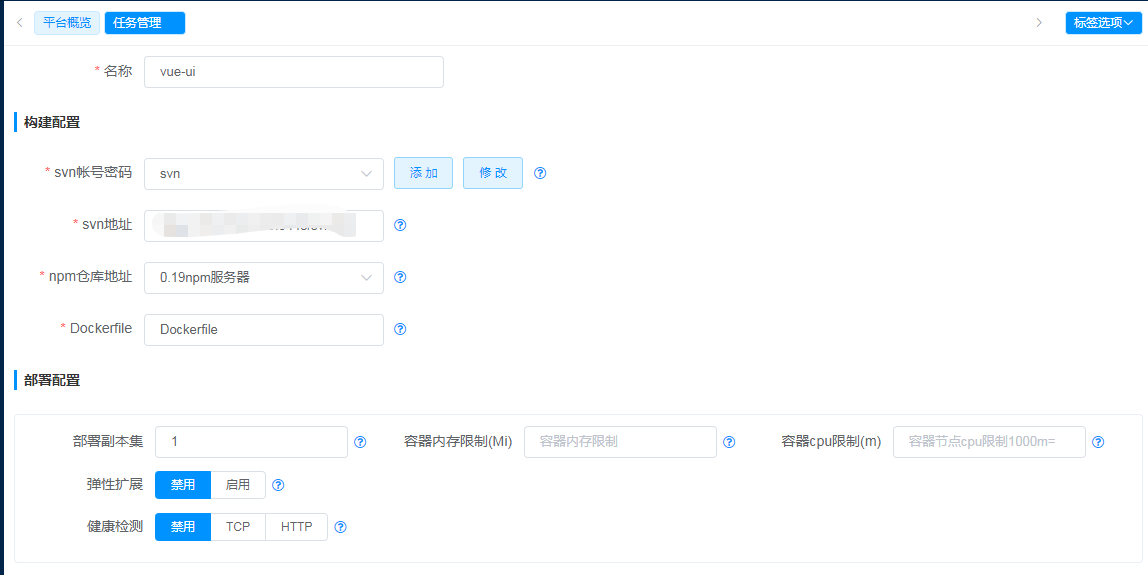 平台概览 任务管理 标签选项
* 名称 vue-ui
构建配置
* svn帐号密码 svn 添 加 修 改
* svn地址
* npm仓库地址 0.19npm服务器
* Dockerfile Dockerfile
部署配置
部署副本集 1 容器内存限制(Mi) 容器内存限制 容器cpu限制(m) 容器节点cpu限制1000m=
弹性扩展 禁用 启用
健康检测 禁用 TCP HTTP